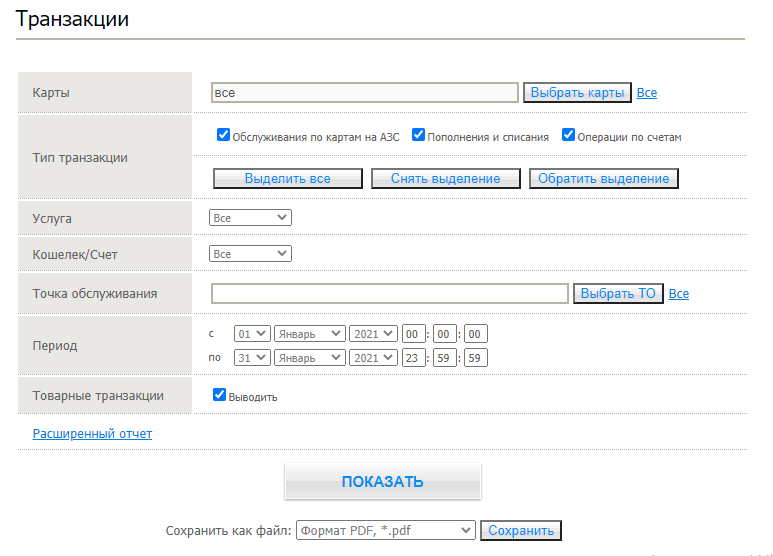 Транзакции
Карты все Выбрать карты Все
Тип транзакции
Обслуживания по картам на АЗС Пополнения и списания Операции по счетам
Выделить все Снять выделение Обратить выделение
Услуга Все
Кошелек/Счет Все
Точка обслуживания Выбрать ТО Все
Период
с 01 Январь 2021 00 : 00 : 00
по 31 Январь 2021 23 : 59 : 59
Товарные транзакции Выводить
Расширенный отчет
ПОКАЗАТЬ
Сохранить как файл: Формат PDF, *.pdf Сохранить